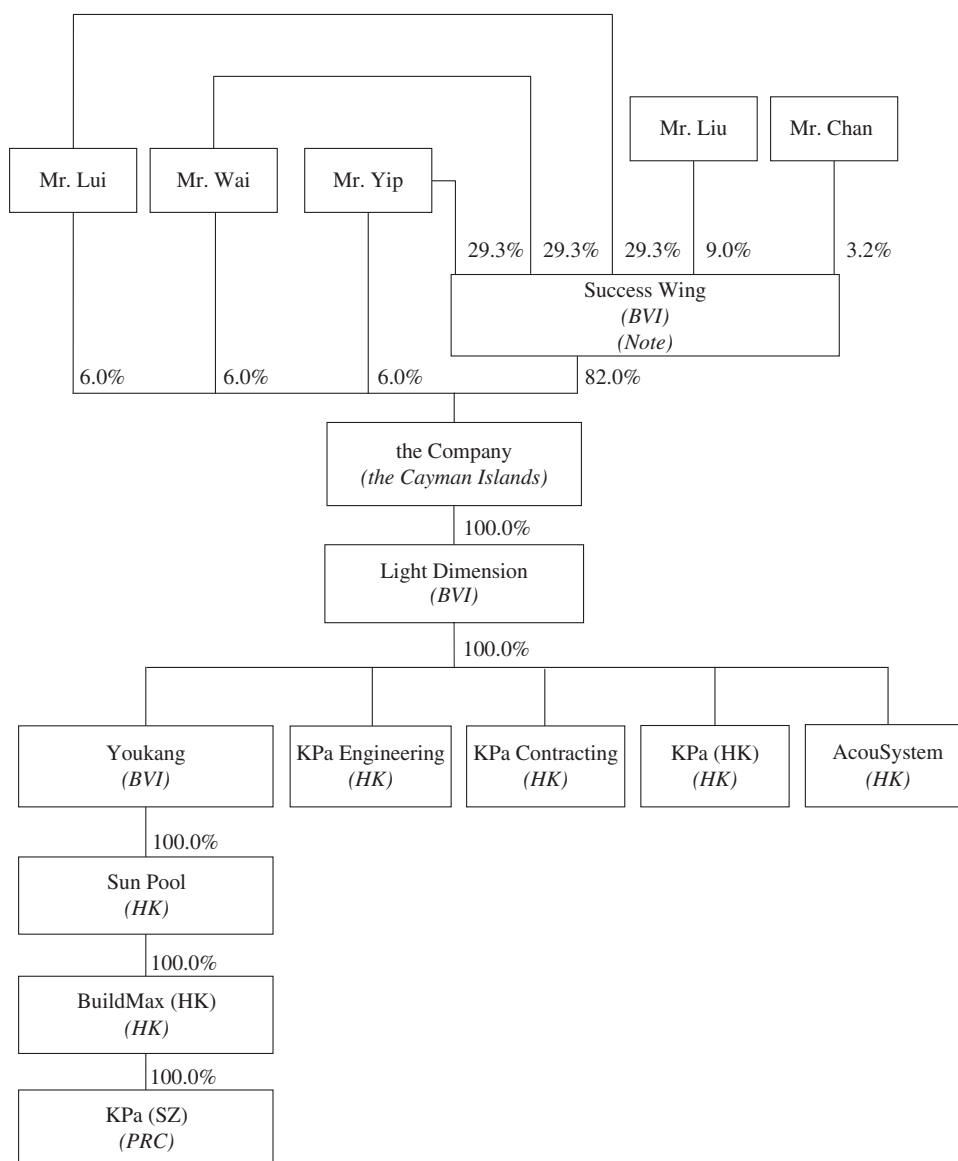 Mr. Liu
Mr. Chan
Mr. Lui
Mr. Wai
Mr. Yip
29.3%
29.3%
29.3%
9.0%
3.2%
Success Wing
(BVI)
(Note)
6.0%
6.0%
6.0%
82.0%
the Company
(the Cayman Islands)
100.0%
Light Dimension
(BVI)
100.0%
Youkang
(BVI)
KPa Engineering
(HK)
KPa Contracting
(HK)
KPa (HK)
(HK)
AcouSystem
(HK)
100.0%
Sun Pool
(HK)
100.0%
BuildMax (HK)
(HK)
100.0%
KPa (SZ)
(PRC)